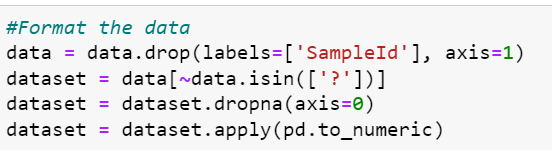 #Format the data
data = data.drop(labels=['SampleId'], axis=1)
dataset = data[~data.isin(['?'])]
dataset = dataset.dropna(axis=0)
dataset = dataset.apply(pd.to_numeric)